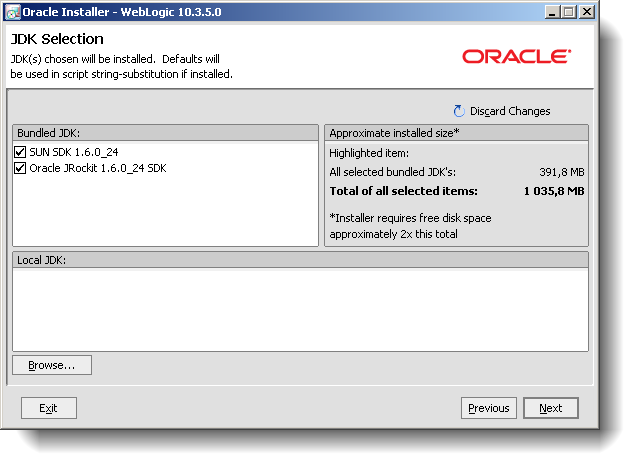 Oracle Installer - WebLogic 10.3.5.0
JDK Selection
JDK(s) chosen will be installed.  Defaults will
be used in script string-substitution if installed.
ORACLE®
Discard Changes
Bundled JDK:
SUN SDK 1.6.0_24
Oracle JRockit 1.6.0_24 SDK
Approximate installed size*
Highlighted item:
All selected bundled JDK's: 391,8 MB
Total of all selected items: 1 035,8 MB
*Installer requires free disk space
approximately 2x this total
Local JDK:
Browse...
Exit
Previous
Next